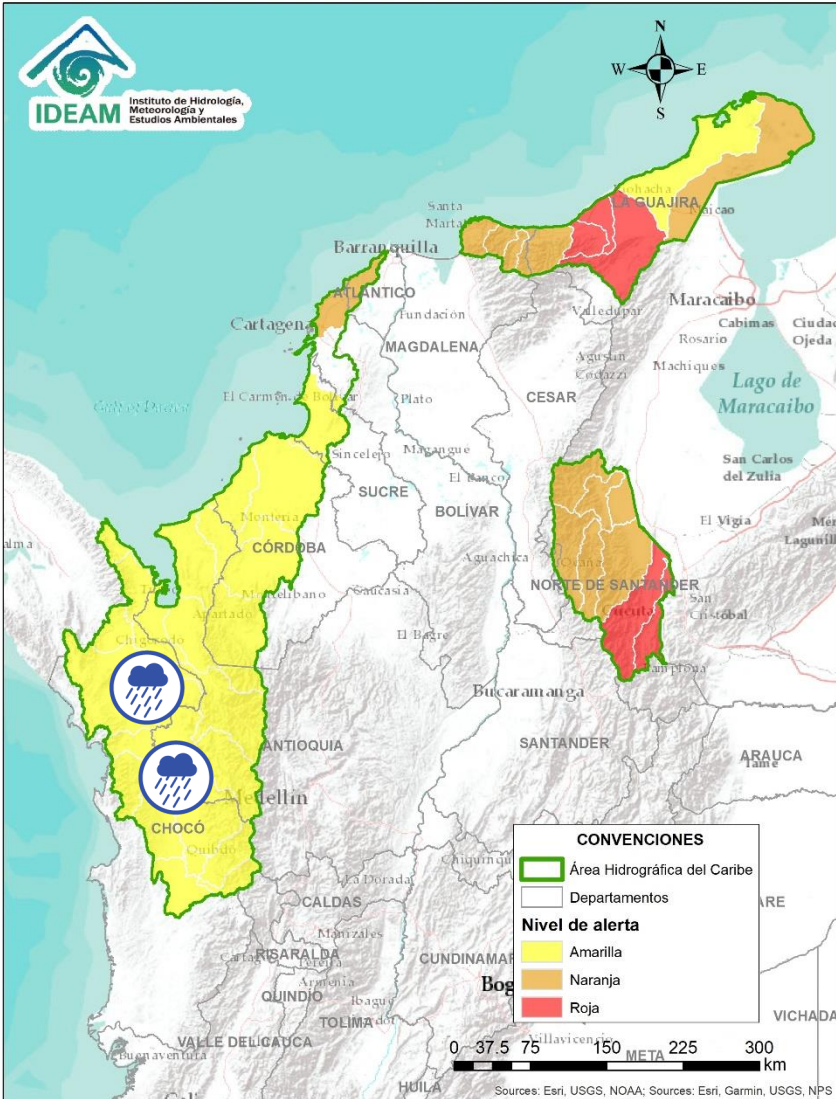 IDEAM
Instituto de Hidrología,
Meteorología y
Estudios Ambientales
N
W
E
S
LA GUAJIRA
Maicao
Santa
Marta
Barranquilla
ATLÁNTICO
Cartagena
Fundación
Valledupar
Maracaibo
Cabimas
Ciudad
Ojeda
Rosario
Machiques
MAGDALENA
Agustín
Codazzi
CESAR
Lago de
Maracaibo
El Carmen de Bolívar
Plato
Sincelejo
Magangué
SUCRE
El Banco
BOLÍVAR
San Carlos
del Zulia
El Vigía
Montería
CÓRDOBA
Aguachica
Ocaña
NORTE DE SANTANDER
Cúcuta
San
Cristóbal
Montelíbano
Caucasia
Apartadó
El Bagre
Chigorodó
Pamplona
Bucaramanga
ANTIOQUIA
SANTANDER
ARAUCA
Tame
Medellín
CHOCÓ
Quibdó
La Dorada
CALDAS
Manizales
RISARALDA
Pereira
Armenia
QUINDÍO
Ibagué
TOLIMA
VALLE DEL CAUCA
Buenaventura
HUILA
Villavicencio
META
VICHADA
CONVENCIONES
Área Hidrográfica del Caribe
Departamentos
Nivel de alerta
Amarilla
Naranja
Roja
0 37.5 75 150 225 300
km
Sources: Esri, USGS, NOAA; Sources: Esri, Garmin, USGS, NPS